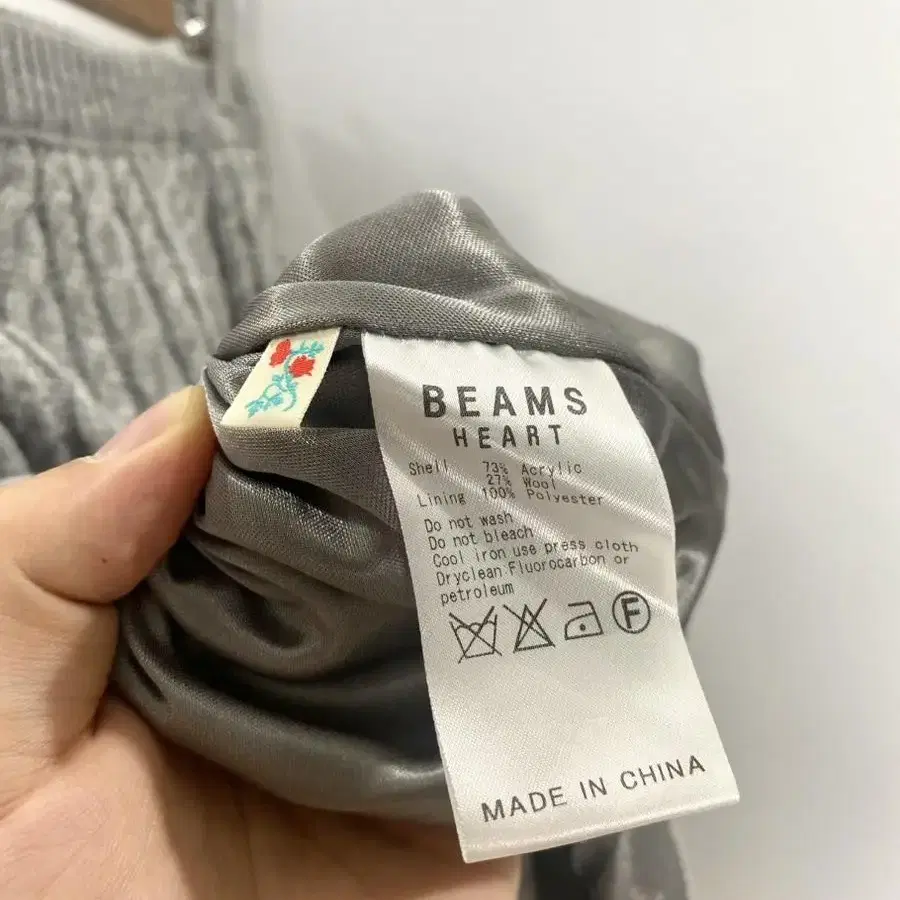 BEAMS
HEART
Shell 73% Acrylic
27% Wool
Lining 100% Polyester
Do not wash
Do not bleach
Cool iron use press cloth
Dryclean Fluorocarbon or
petroleum
F
MADE IN CHINA